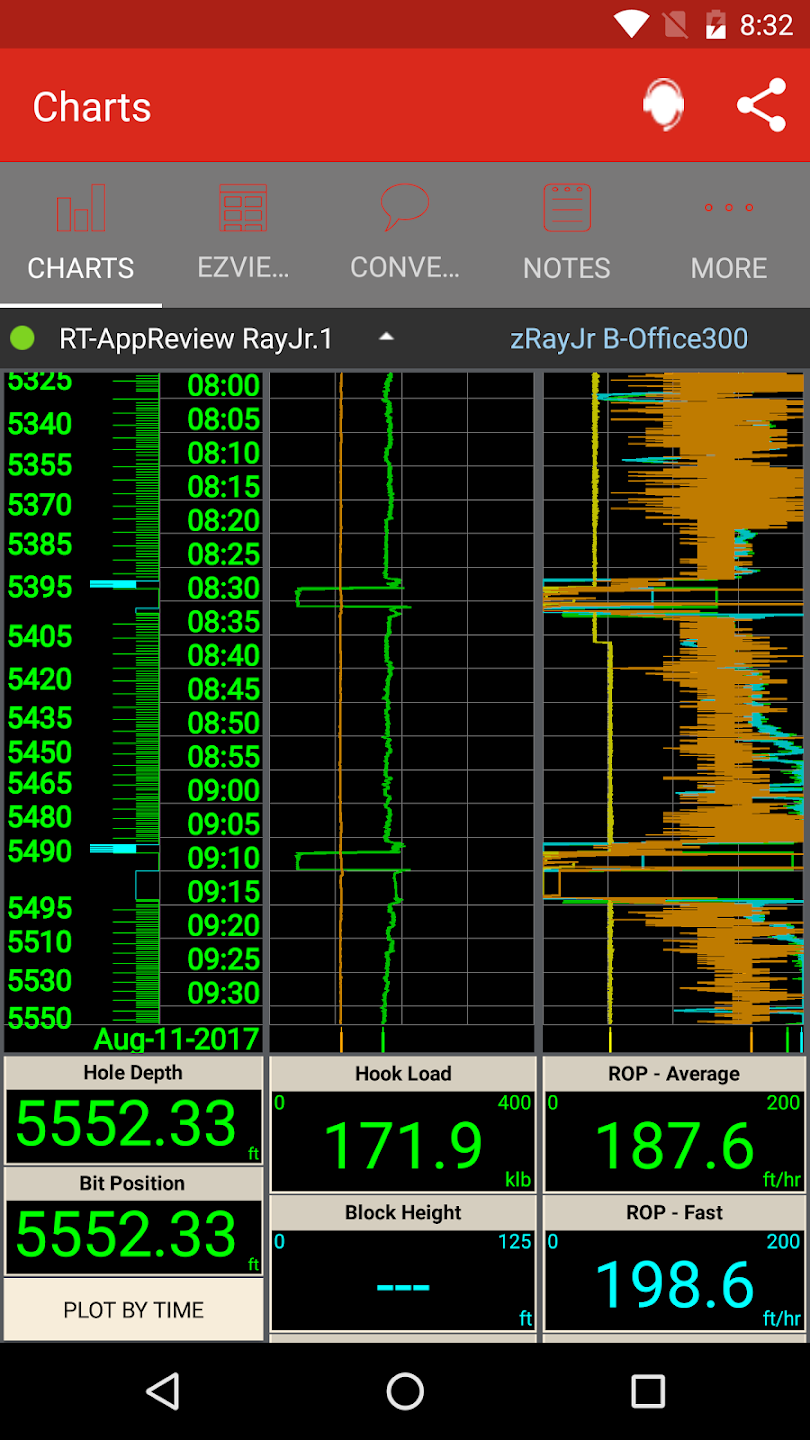 8:32
Charts
CHARTS EZVIE... CONVE... NOTES MORE
RT-AppReview RayJr.1 zRayJr B-Office300
5325 08:00
5340 08:05
5355 08:10
5370 08:15
08:20
5385 08:25
5395 08:30
08:35
5405 08:40
5420 08:45
5435 08:50
5450 08:55
5465 09:00
5480 09:05
5490 09:10
09:15
5495 09:20
5510 09:25
5530 09:30
5550
Aug-11-2017
Hole Depth
5552.33
ft
Bit Position
5552.33
ft
PLOT BY TIME
Hook Load
0 400
171.9
klb
Block Height
0 125
---
ft
ROP - Average
0 200
187.6
ft/hr
ROP - Fast
0 200
198.6
ft/hr